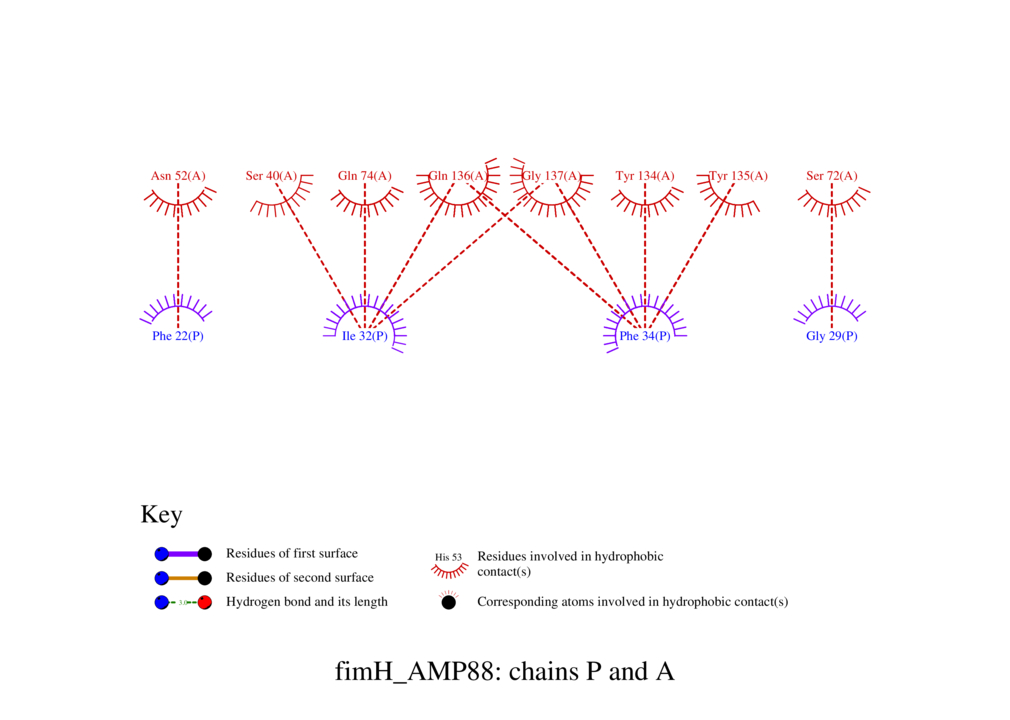 Asn 52(A) Ser 40(A) Gln 74(A) Gln 136(A) Gly 137(A) Tyr 134(A) Tyr 135(A) Ser 72(A)
Phe 22(P) Ile 32(P) Phe 34(P) Gly 29(P)
Key
Residues of first surface
Residues of second surface
3.0 Hydrogen bond and its length
His 53 Residues involved in hydrophobic
contact(s)
Corresponding atoms involved in hydrophobic contact(s)
fimH_AMP88: chains P and A